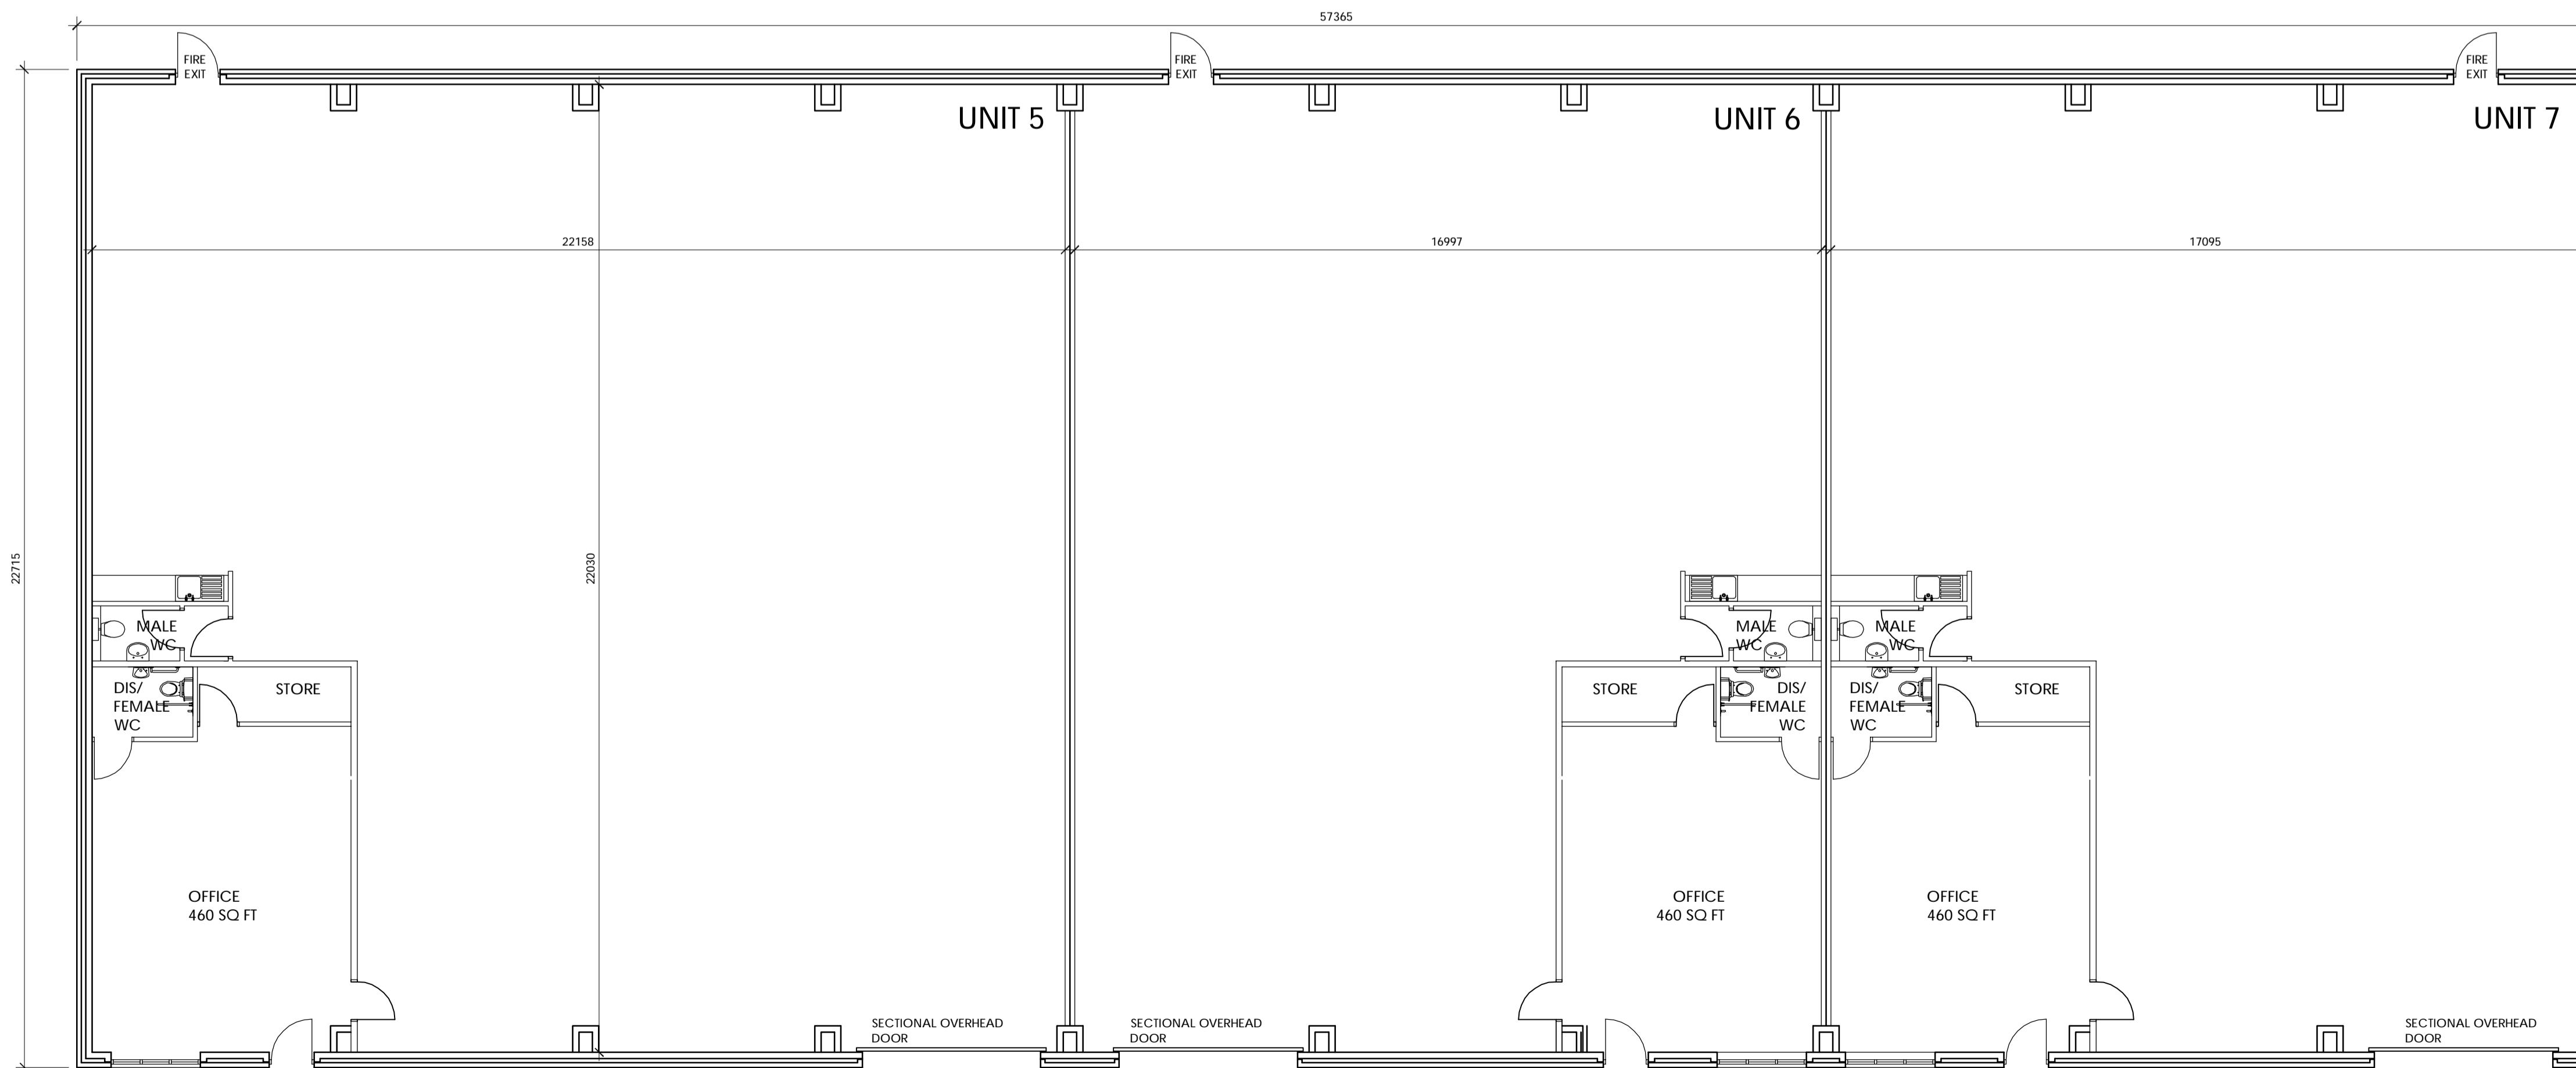 57365
FIRE
EXIT
FIRE
EXIT
FIRE
EXIT
UNIT 5
UNIT 6
UNIT 7
22158
16997
17095
22715
22030
MALE
WC
MALE
WC
MALE
WC
DIS/
FEMALE
WC
STORE
STORE
DIS/
FEMALE
WC
DIS/
FEMALE
WC
STORE
OFFICE
460 SQ FT
OFFICE
460 SQ FT
OFFICE
460 SQ FT
SECTIONAL OVERHEAD
DOOR
SECTIONAL OVERHEAD
DOOR
SECTIONAL OVERHEAD
DOOR